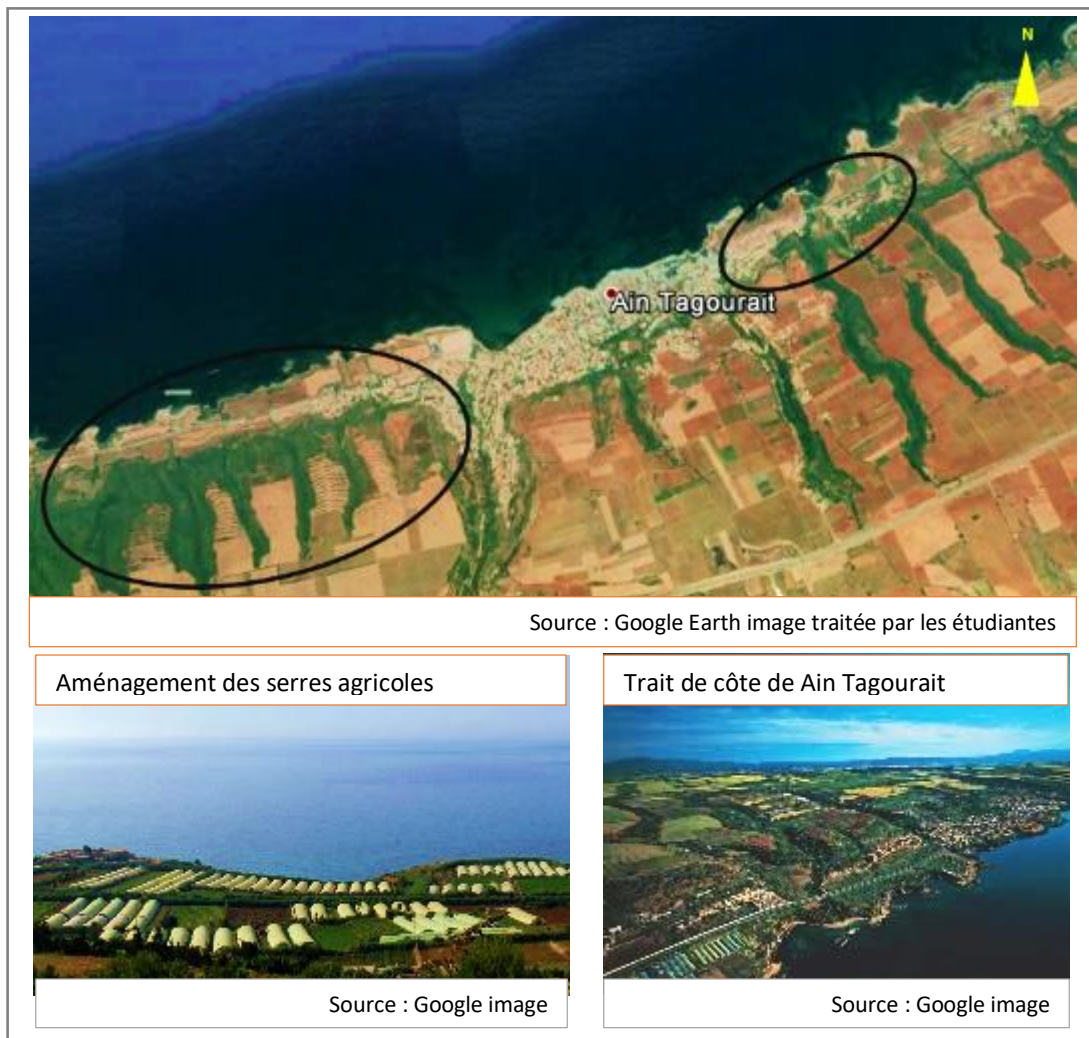 N
Ain Tagourait
Source : Google Earth image traitée par les étudiantes
Aménagement des serres agricoles
Trait de côte de Ain Tagourait
Source : Google image
Source : Google image